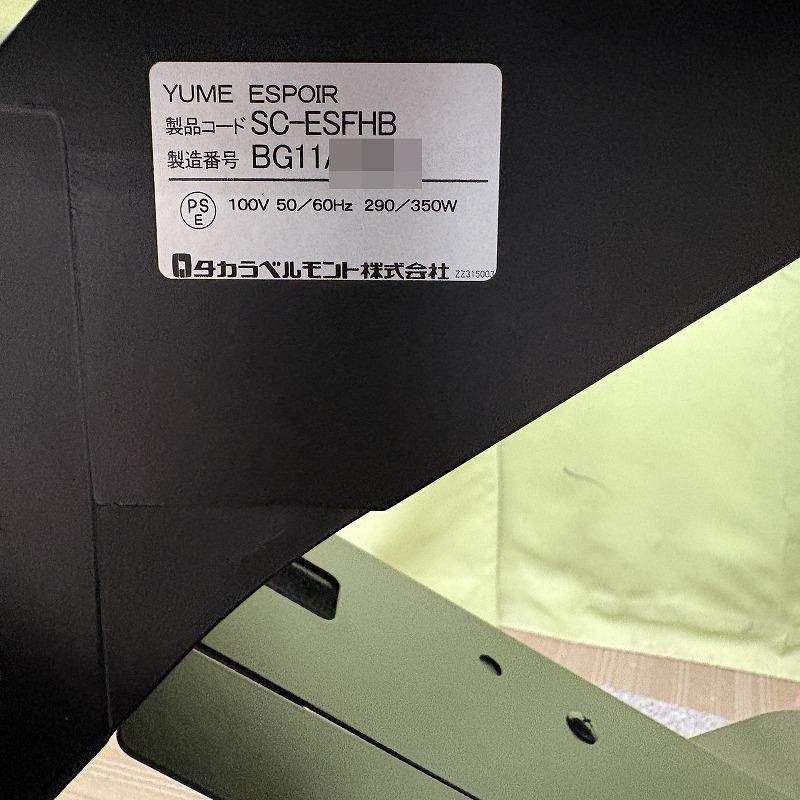 YUME ESPOIR
製品コード SC-ESFHB
製造番号 BG11
PS
E
100V 50/60Hz 290/350W
タカラベルモント株式会社 ZZ315003